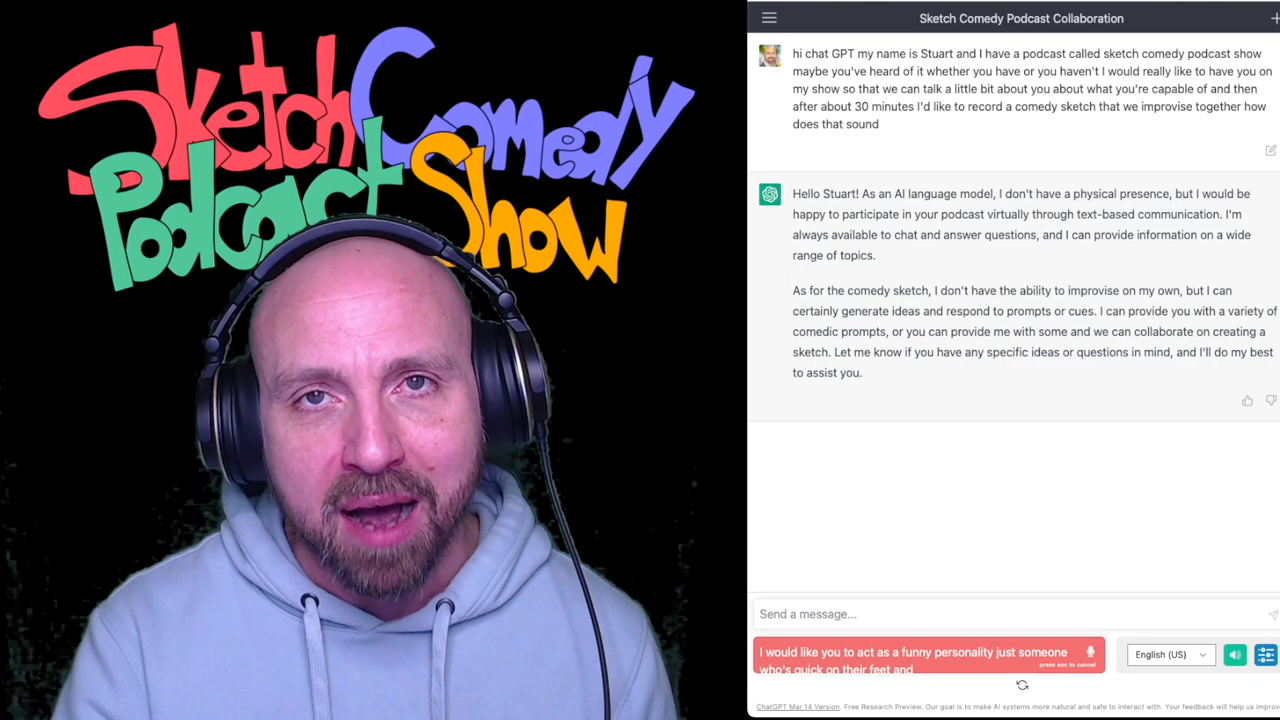 Sketch Comedy
Podcast Show
Sketch Comedy Podcast Collaboration
hi chat GPT my name is Stuart and I have a podcast called sketch comedy podcast show
maybe you've heard of it whether you have or you haven't I would really like to have you on
my show so that we can talk a little bit about you about what you're capable of and then
after about 30 minutes I'd like to record a comedy sketch that we improvise together how
does that sound
Hello Stuart! As an AI language model, I don't have a physical presence, but I would be
happy to participate in your podcast virtually through text-based communication. I'm
always available to chat and answer questions, and I can provide information on a wide
range of topics.
As for the comedy sketch, I don't have the ability to improvise on my own, but I can
certainly generate ideas and respond to prompts or cues. I can provide you with a variety of
comedic prompts, or you can provide me with some and we can collaborate on creating a
sketch. Let me know if you have any specific ideas or questions in mind, and I'll do my best
to assist you.
Send a message...
I would like you to act as a funny personality just someone
who's quick on their feet and
press esc to cancel
English (US)
ChatGPT Mar 14 Version. Free Research Preview. Our goal is to make AI systems more natural and safe to interact with. Your feedback will help us